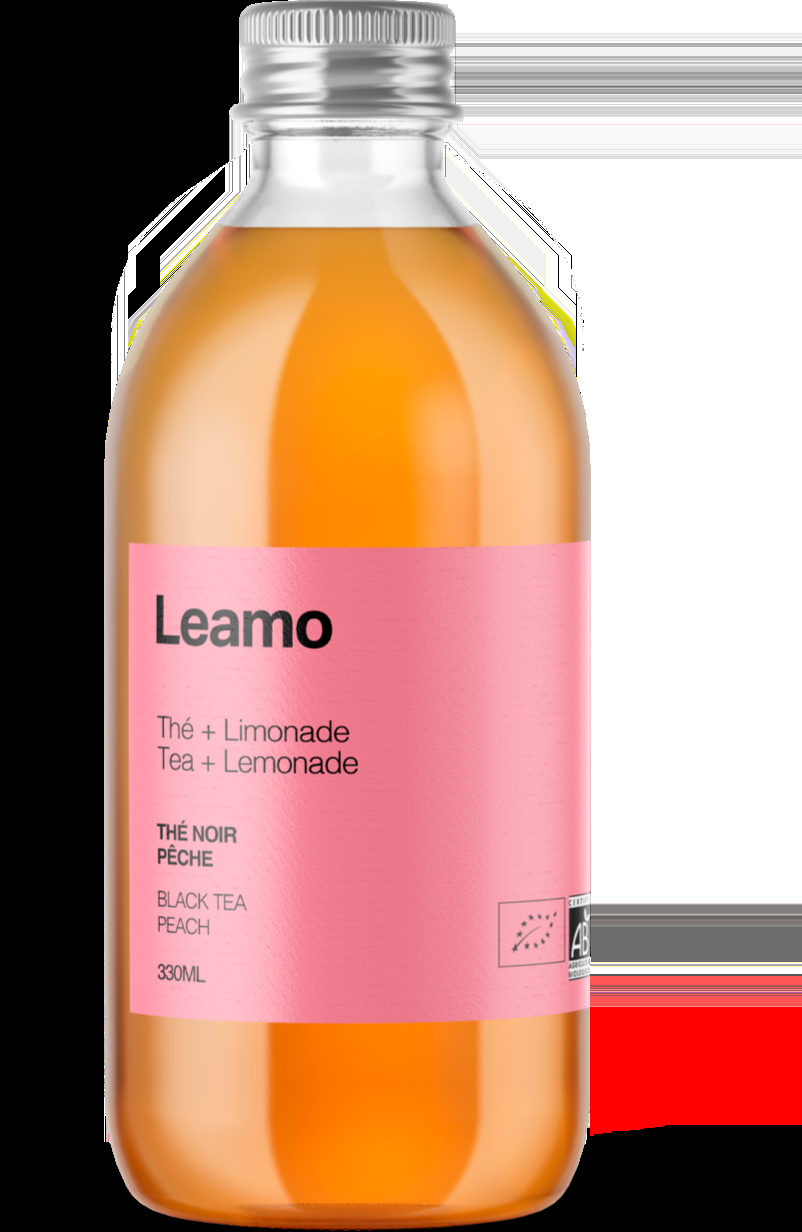 Leamo
Thé + Limonade
Tea + Lemonade
THÉ NOIR
PÊCHE
BLACK TEA
PEACH
330ML
AB